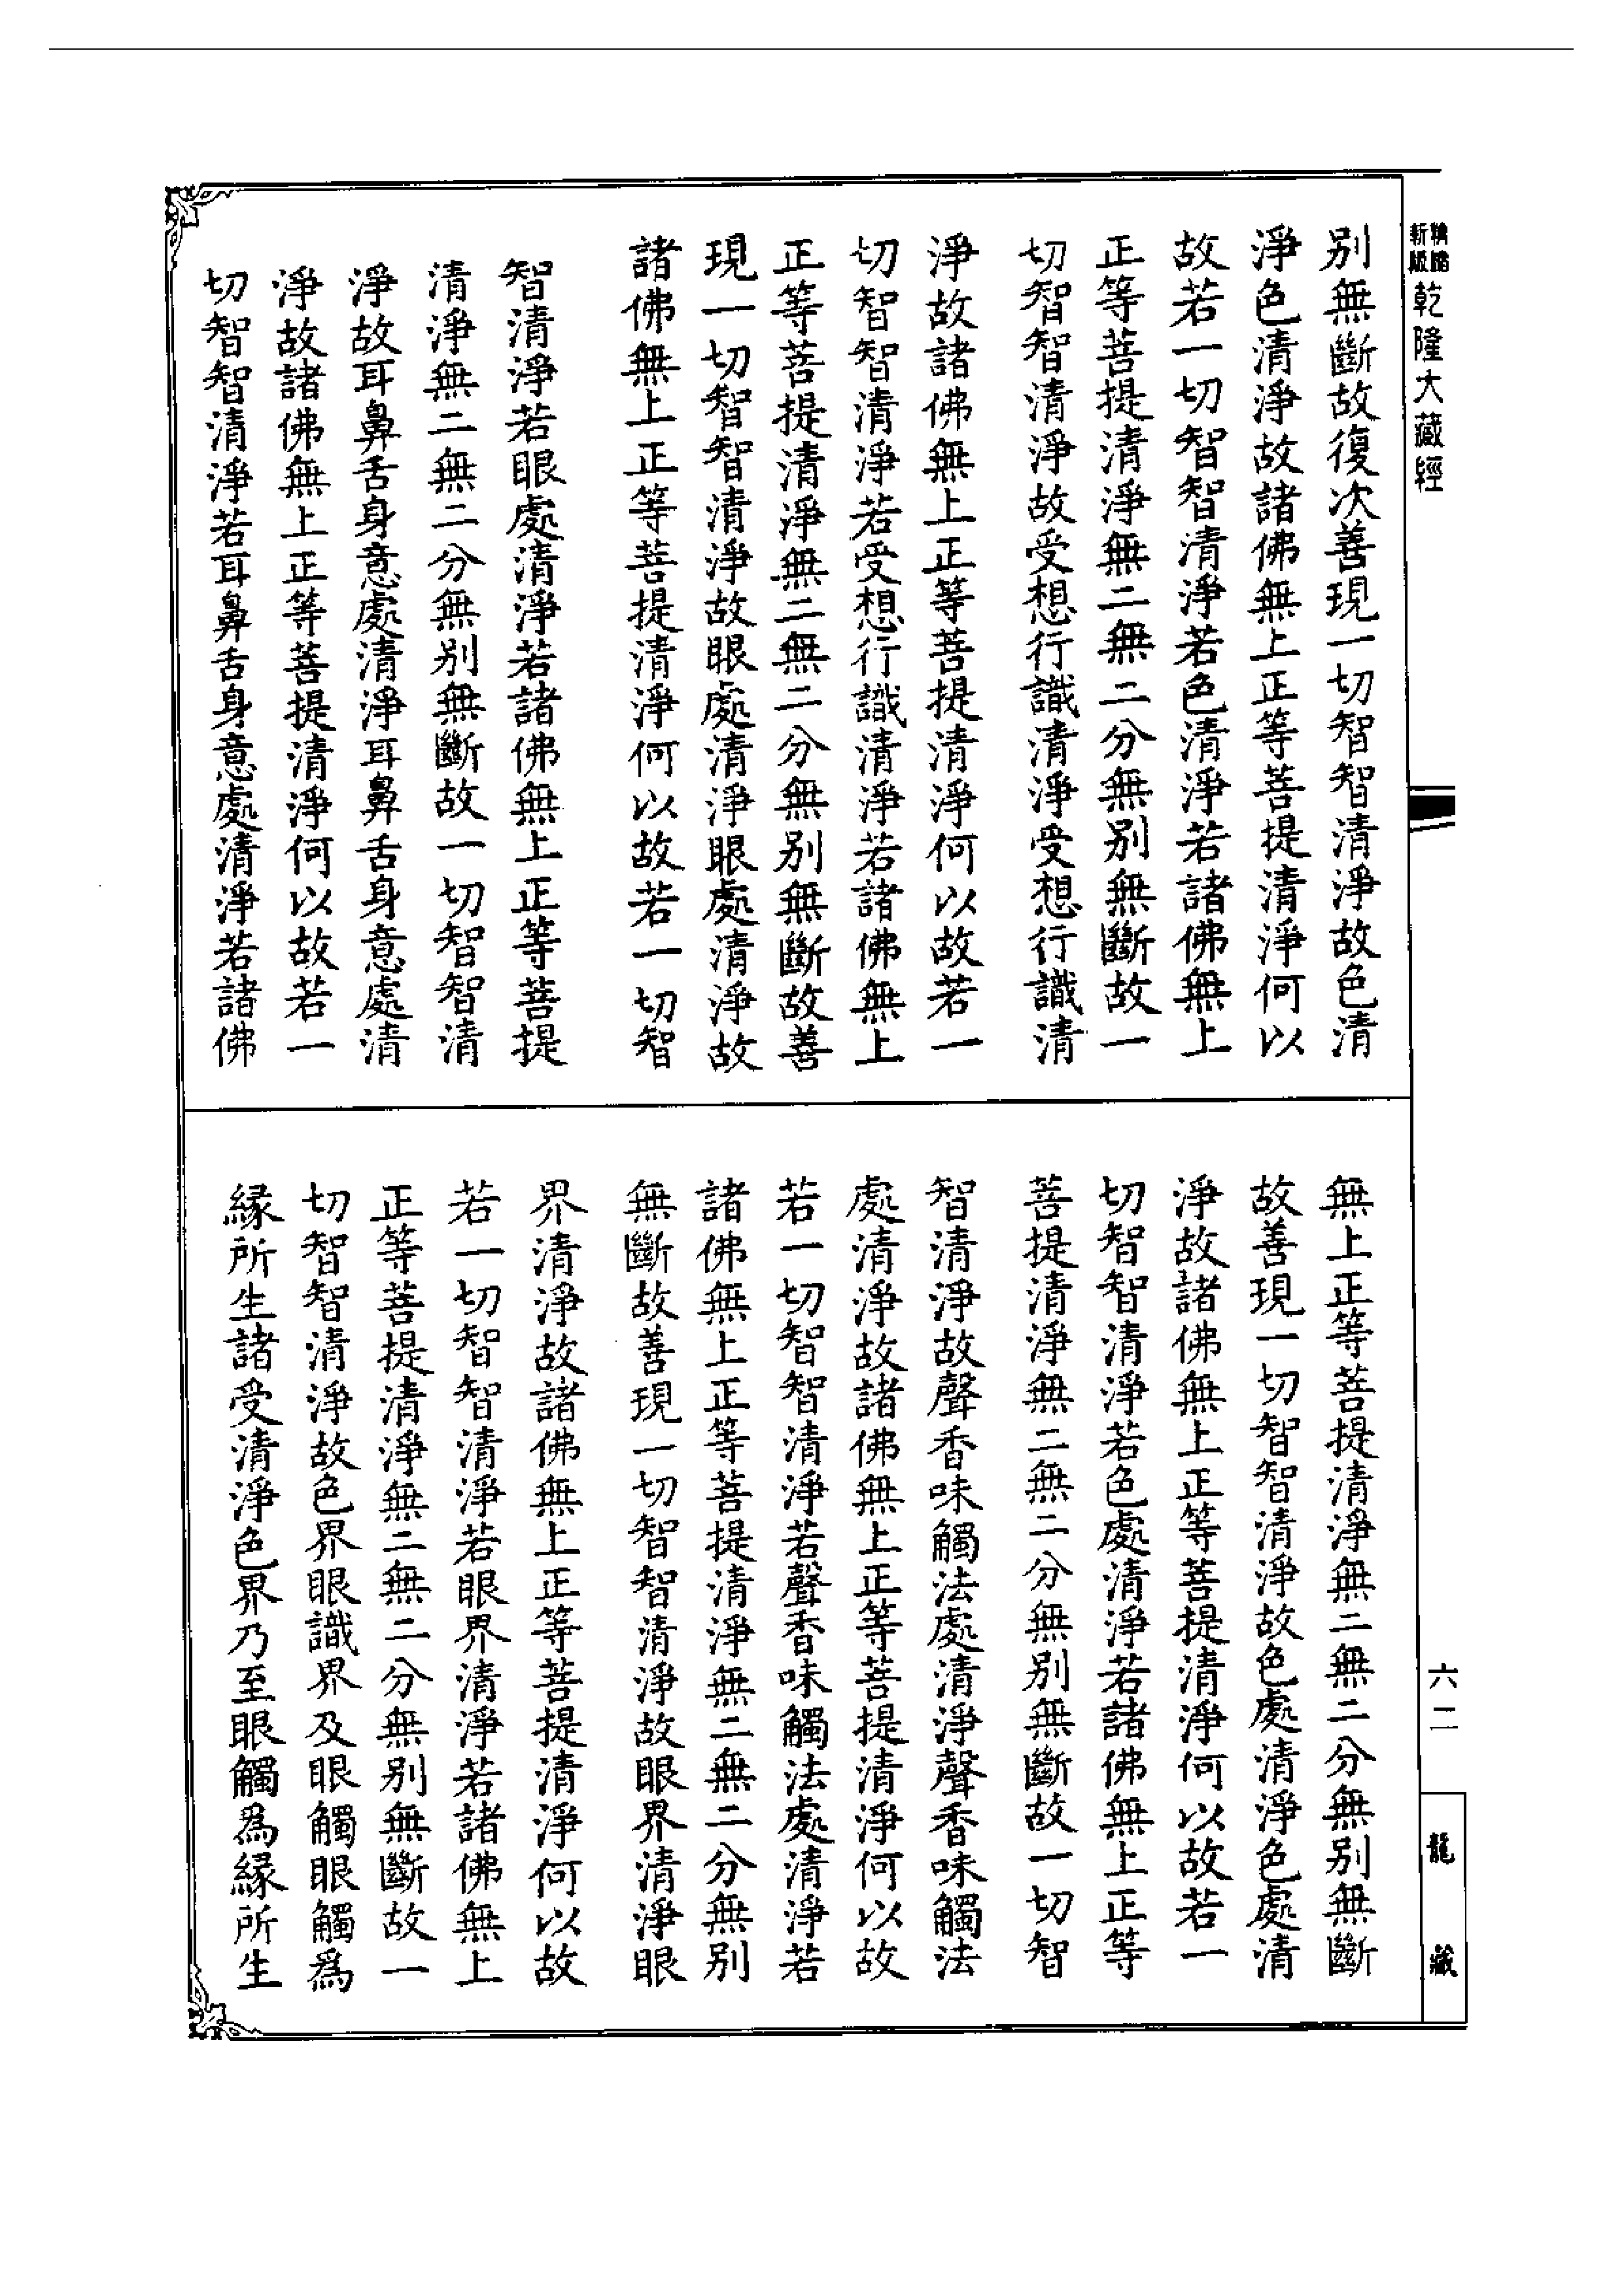 新版
乾隆大藏經
別無斷故復次善現一切智智清淨故色清
淨色清淨故諸佛無上正等菩提清淨何以
故若一切智智清淨若色清淨若諸佛無上
正等菩提清淨無二無二分無別無斷故一
切智智清淨故受想行識清淨受想行識清
淨故諸佛無上正等菩提清淨何以故若一
切智智清淨若受想行識清淨若諸佛無上
正等菩提清淨無二無二分無別無斷故善
現一切智智清淨故眼處清淨眼處清淨故
諸佛無上正等菩提清淨何以故若一切智
智清淨若眼處清淨若諸佛無上正等菩提
清淨無二無二分無別無斷故一切智智清
淨故耳鼻舌身意處清淨耳鼻舌身意處清
淨故諸佛無上正等菩提清淨何以故若一
切智智清淨若耳鼻舌身意處清淨若諸佛
無上正等菩提清淨無二無二分無別無斷
故善現一切智智清淨故色處清淨色處清
淨故諸佛無上正等菩提清淨何以故若一
切智智清淨若色處清淨若諸佛無上正等
菩提清淨無二無二分無別無斷故一切智
智清淨故聲香味觸法處清淨聲香味觸法
處清淨故諸佛無上正等菩提清淨何以故
若一切智智清淨若聲香味觸法處清淨若
諸佛無上正等菩提清淨無二無二分無別
無斷故善現一切智智清淨故眼界清淨眼
界清淨故諸佛無上正等菩提清淨何以故
若一切智智清淨若眼界清淨若諸佛無上
正等菩提清淨無二無二分無別無斷故一
切智智清淨故色界眼識界及眼觸眼觸爲
緣所生諸受清淨色界乃至眼觸爲緣所生
六二
龍藏